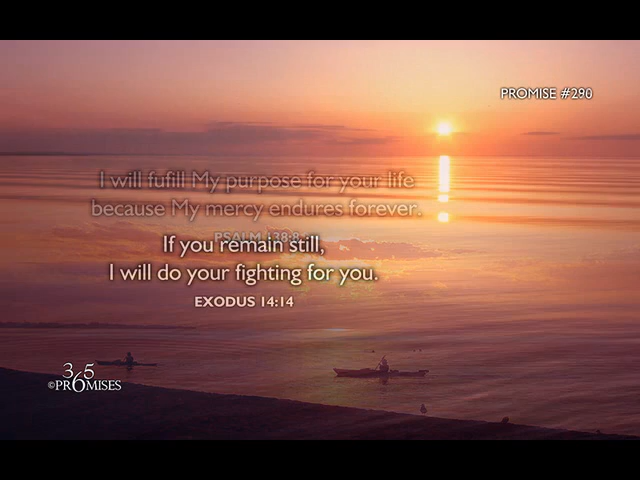 PROMISE #290
I will fufill My purpose for your life
because My mercy endures forever.
PSALM 138:8
If you remain still,
I will do your fighting for you.
EXODUS 14:14
365
©PROMISES